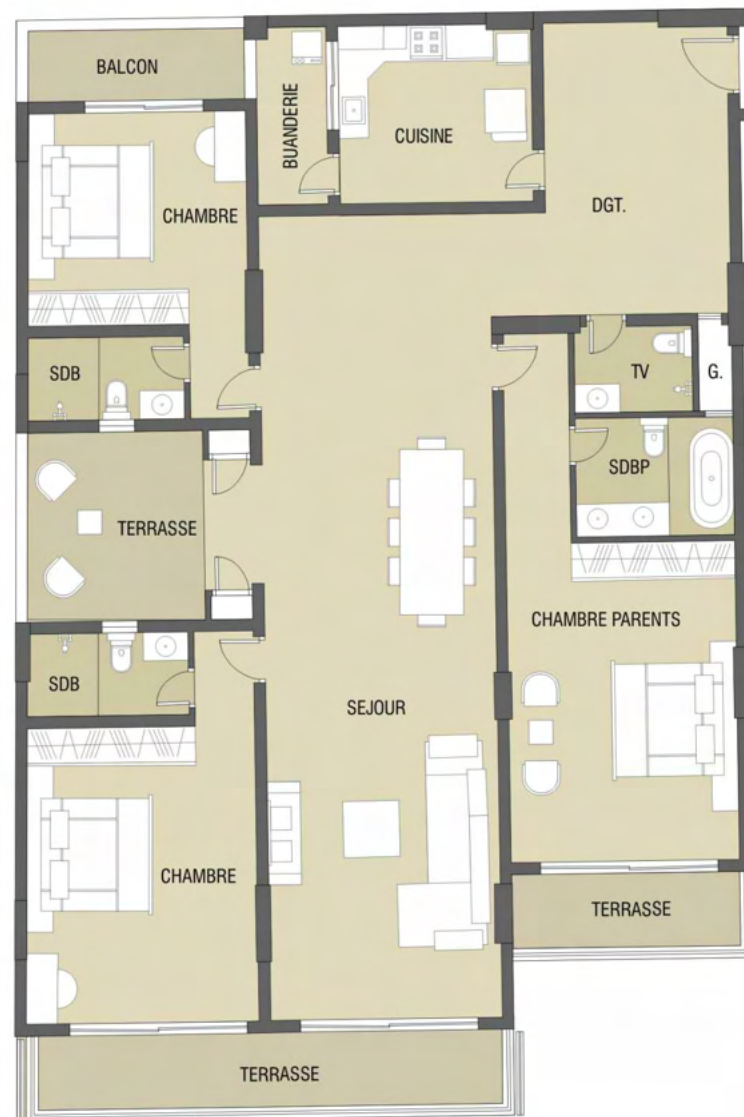 BALCON
BUANDERIE
CUISINE
CHAMBRE
DGT.
SDB
TV
G.
SDBP
TERRASSE
CHAMBRE PARENTS
SDB
SEJOUR
CHAMBRE
TERRASSE
TERRASSE